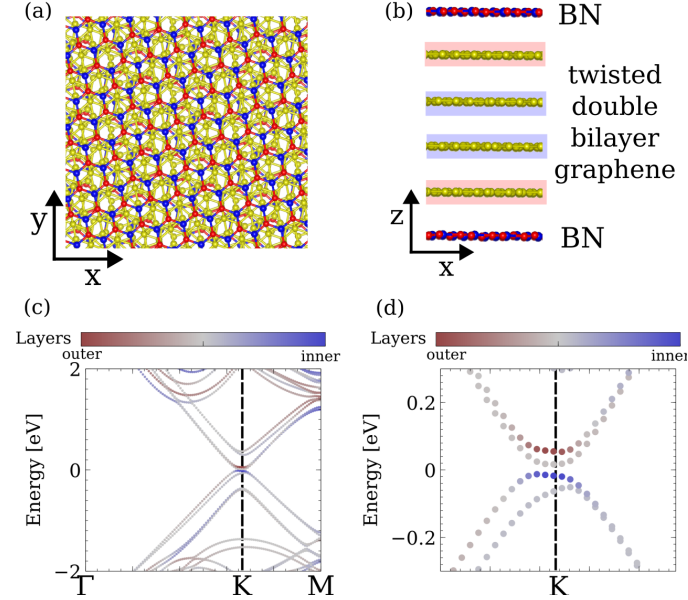 (a)
y
x
(b)
BN
twisted
double
bilayer
graphene
z
x
BN
(c)
Layers
outer
inner
2
0
−2
Energy [eV]
Γ
K
M
(d)
Layers
outer
inner
0.2
0
−0.2
Energy [eV]
K